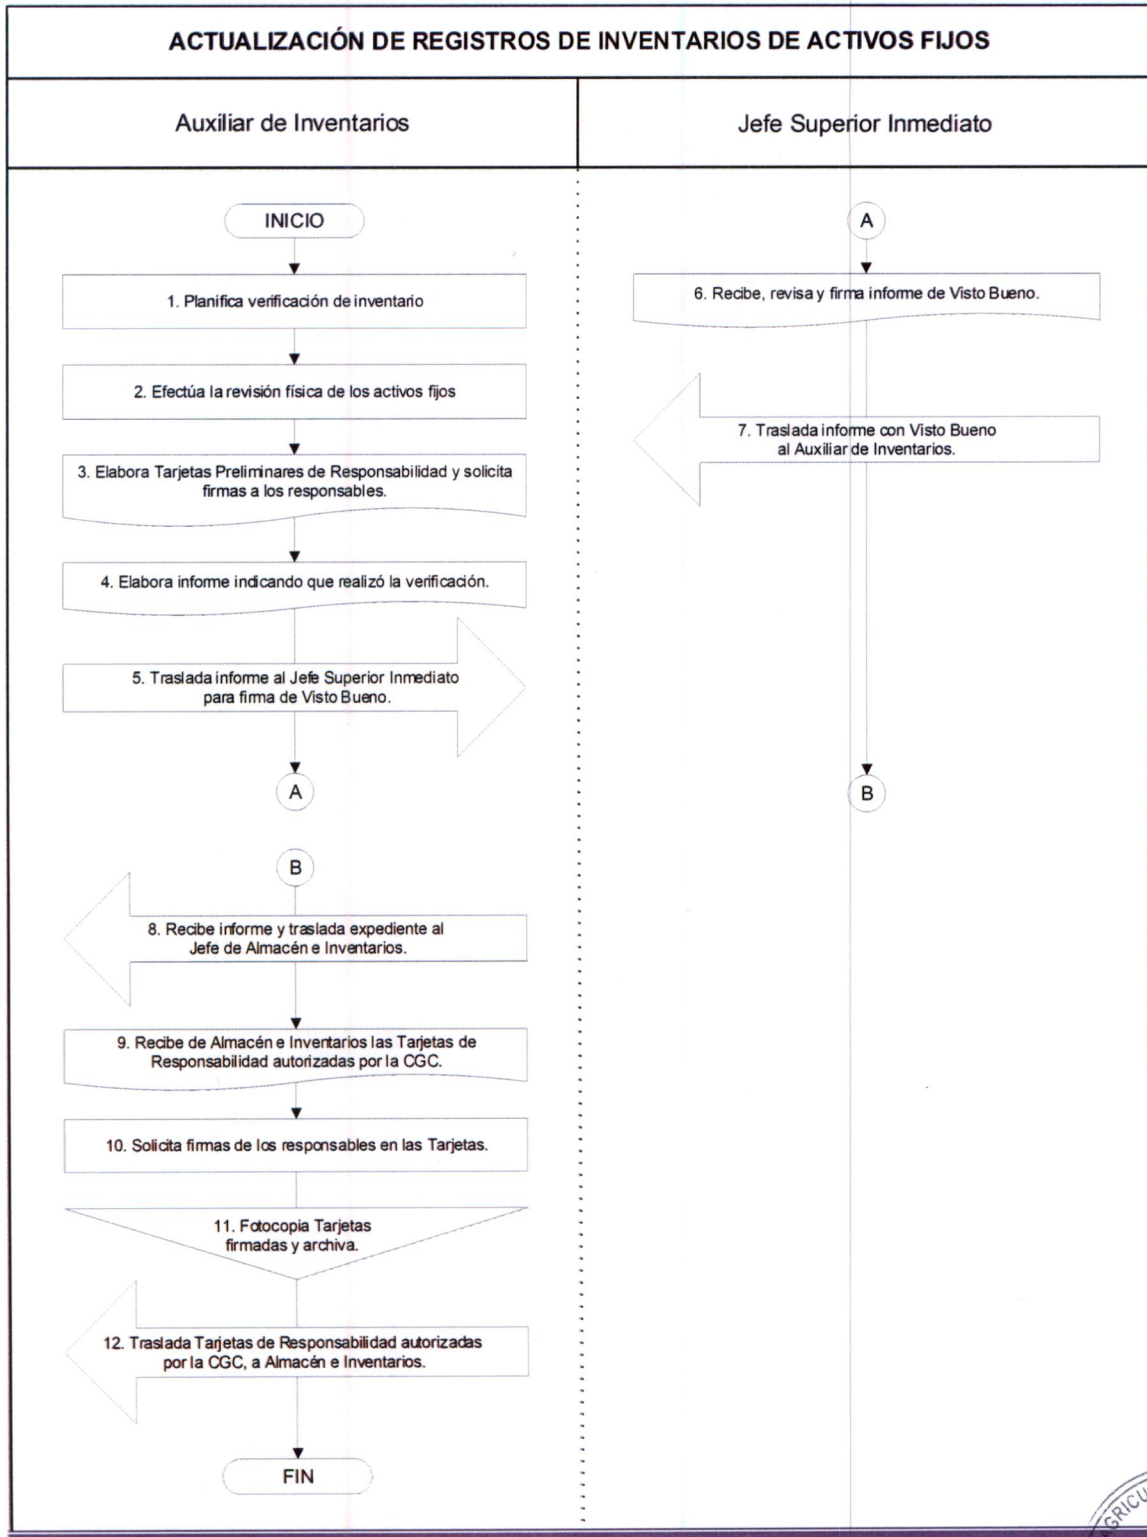 ACTUALIZACIÓN DE REGISTROS DE INVENTARIOS DE ACTIVOS FIJOS
Auxiliar de Inventarios
Jefe Superior Inmediato
INICIO
1. Planifica verificación de inventario
2. Efectúa la revisión física de los activos fijos
3. Elabora Tarjetas Preliminares de Responsabilidad y solicita
firmas a los responsables.
4. Elabora informe indicando que realizó la verificación.
5. Traslada informe al Jefe Superior Inmediato
para firma de Visto Bueno.
A
B
8. Recibe informe y traslada expediente al
Jefe de Almacén e Inventarios.
9. Recibe de Almacén e Inventarios las Tarjetas de
Responsabilidad autorizadas por la CGC.
10. Solicita firmas de los responsables en las Tarjetas.
11. Fotocopia Tarjetas
firmadas y archiva.
12. Traslada Tarjetas de Responsabilidad autorizadas
por la CGC, a Almacén e Inventarios.
FIN
A
6. Recibe, revisa y firma informe de Visto Bueno.
7. Traslada informe con Visto Bueno
al Auxiliar de Inventarios.
B